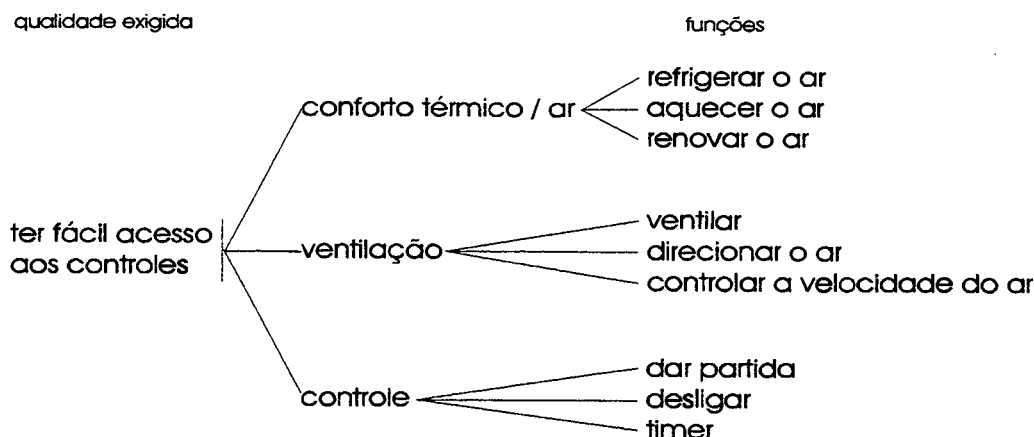 qualidade exigida
funções
conforto térmico / ar
refrigerar o ar
aquecer o ar
renovar o ar
ter fácil acesso
aos controles
ventilação
ventilar
direcionar o ar
controlar a velocidade do ar
controle
dar partida
desligar
timer